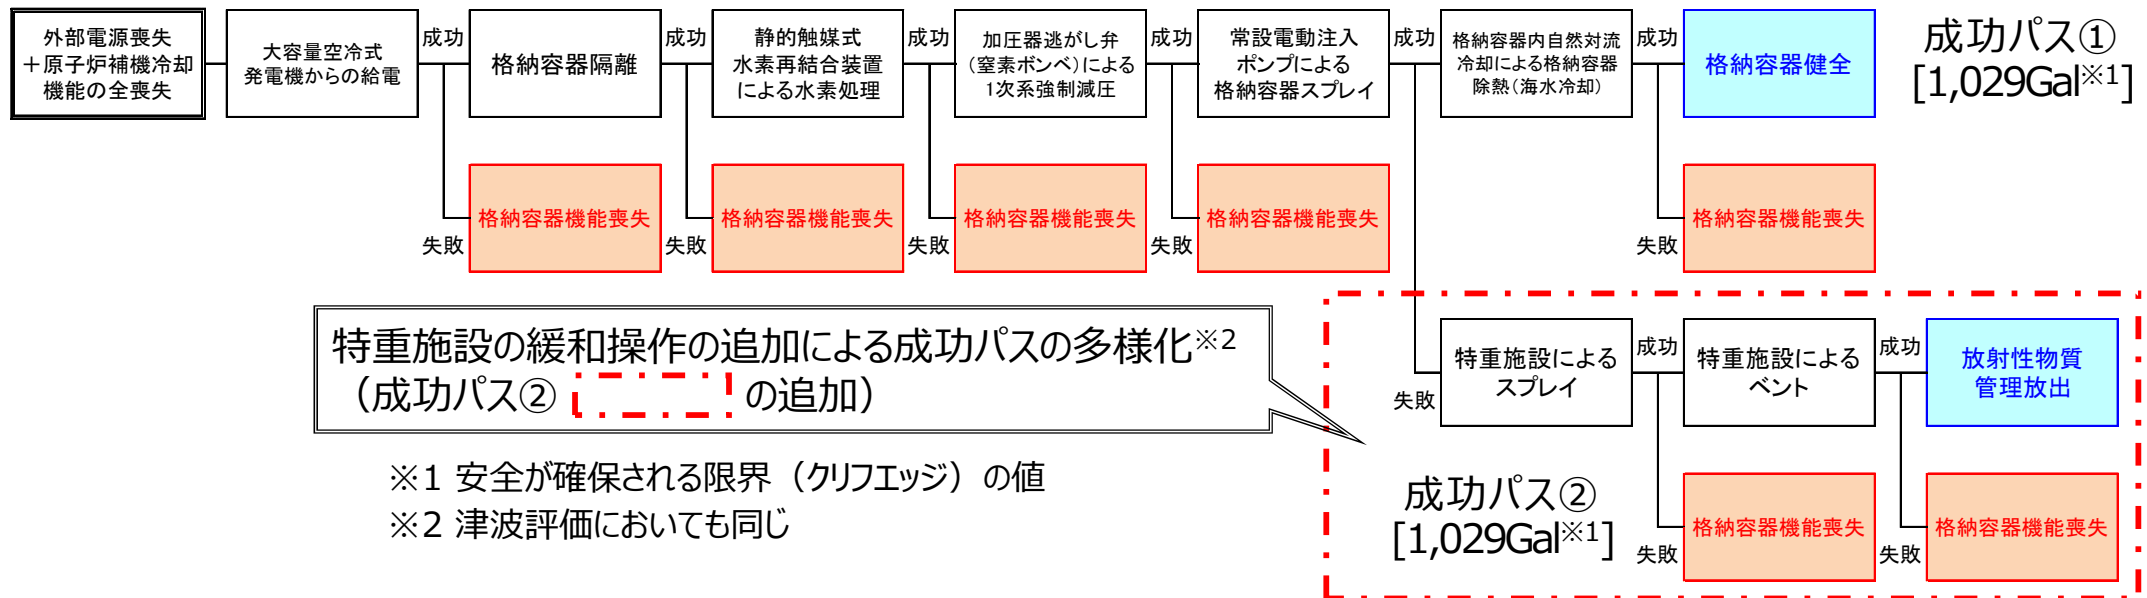 外部電源喪失
＋原子炉補機冷却
機能の全喪失
大容量空冷式
発電機からの給電
成功
格納容器隔離
成功
静的触媒式
水素再結合装置
による水素処理
成功
加圧器逃がし弁
（窒素ボンベ）による
1次系強制減圧
成功
常設電動注入
ポンプによる
格納容器スプレイ
成功
格納容器内自然対流
冷却による格納容器
除熱（海水冷却）
成功
格納容器健全
成功パス①
[1,029Gal※1]
失敗
格納容器機能喪失
失敗
格納容器機能喪失
失敗
格納容器機能喪失
失敗
格納容器機能喪失
失敗
格納容器機能喪失
特重施設の緩和操作の追加による成功パスの多様化※2
（成功パス② の追加）
失敗
特重施設による
スプレイ
成功
特重施設による
ベント
成功
放射性物質
管理放出
※1 安全が確保される限界（クリフエッジ）の値
※2 津波評価においても同じ
成功パス②
[1,029Gal※1]
失敗
格納容器機能喪失
失敗
格納容器機能喪失